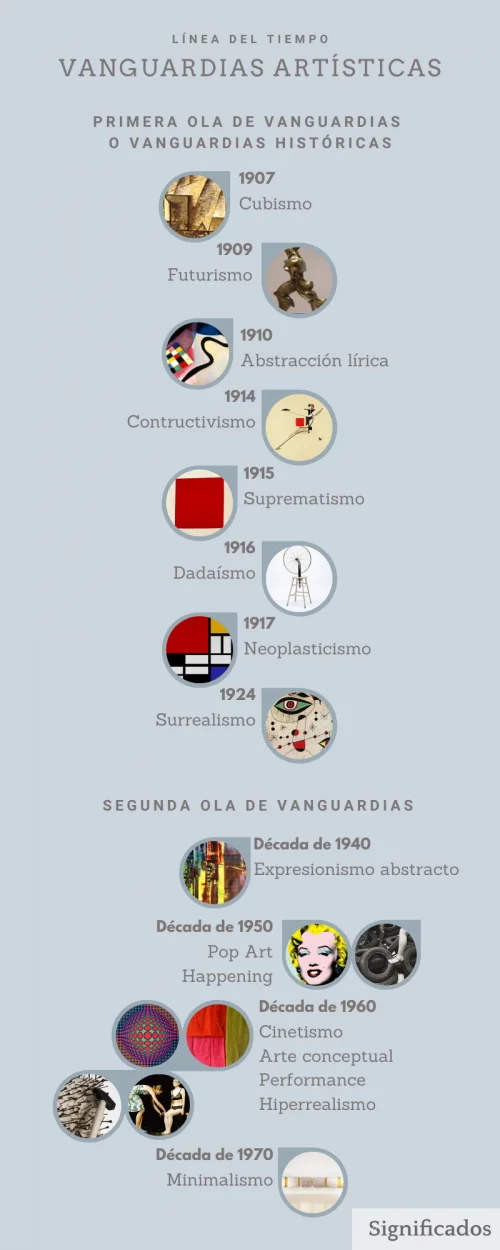 LÍNEA DEL TIEMPO
VANGUARDIAS ARTÍSTICAS
PRIMERA OLA DE VANGUARDIAS
O VANGUARDIAS HISTÓRICAS
1907
Cubismo
1909
Futurismo
1910
Abstracción lírica
1914
Contructivismo
1915
Suprematismo
1916
Dadaísmo
1917
Neoplasticismo
1924
Surrealismo
SEGUNDA OLA DE VANGUARDIAS
Década de 1940
Expresionismo abstracto
Década de 1950
Pop Art
Happening
Década de 1960
Cinetismo
Arte conceptual
Performance
Hiperrealismo
Década de 1970
Minimalismo
Significados